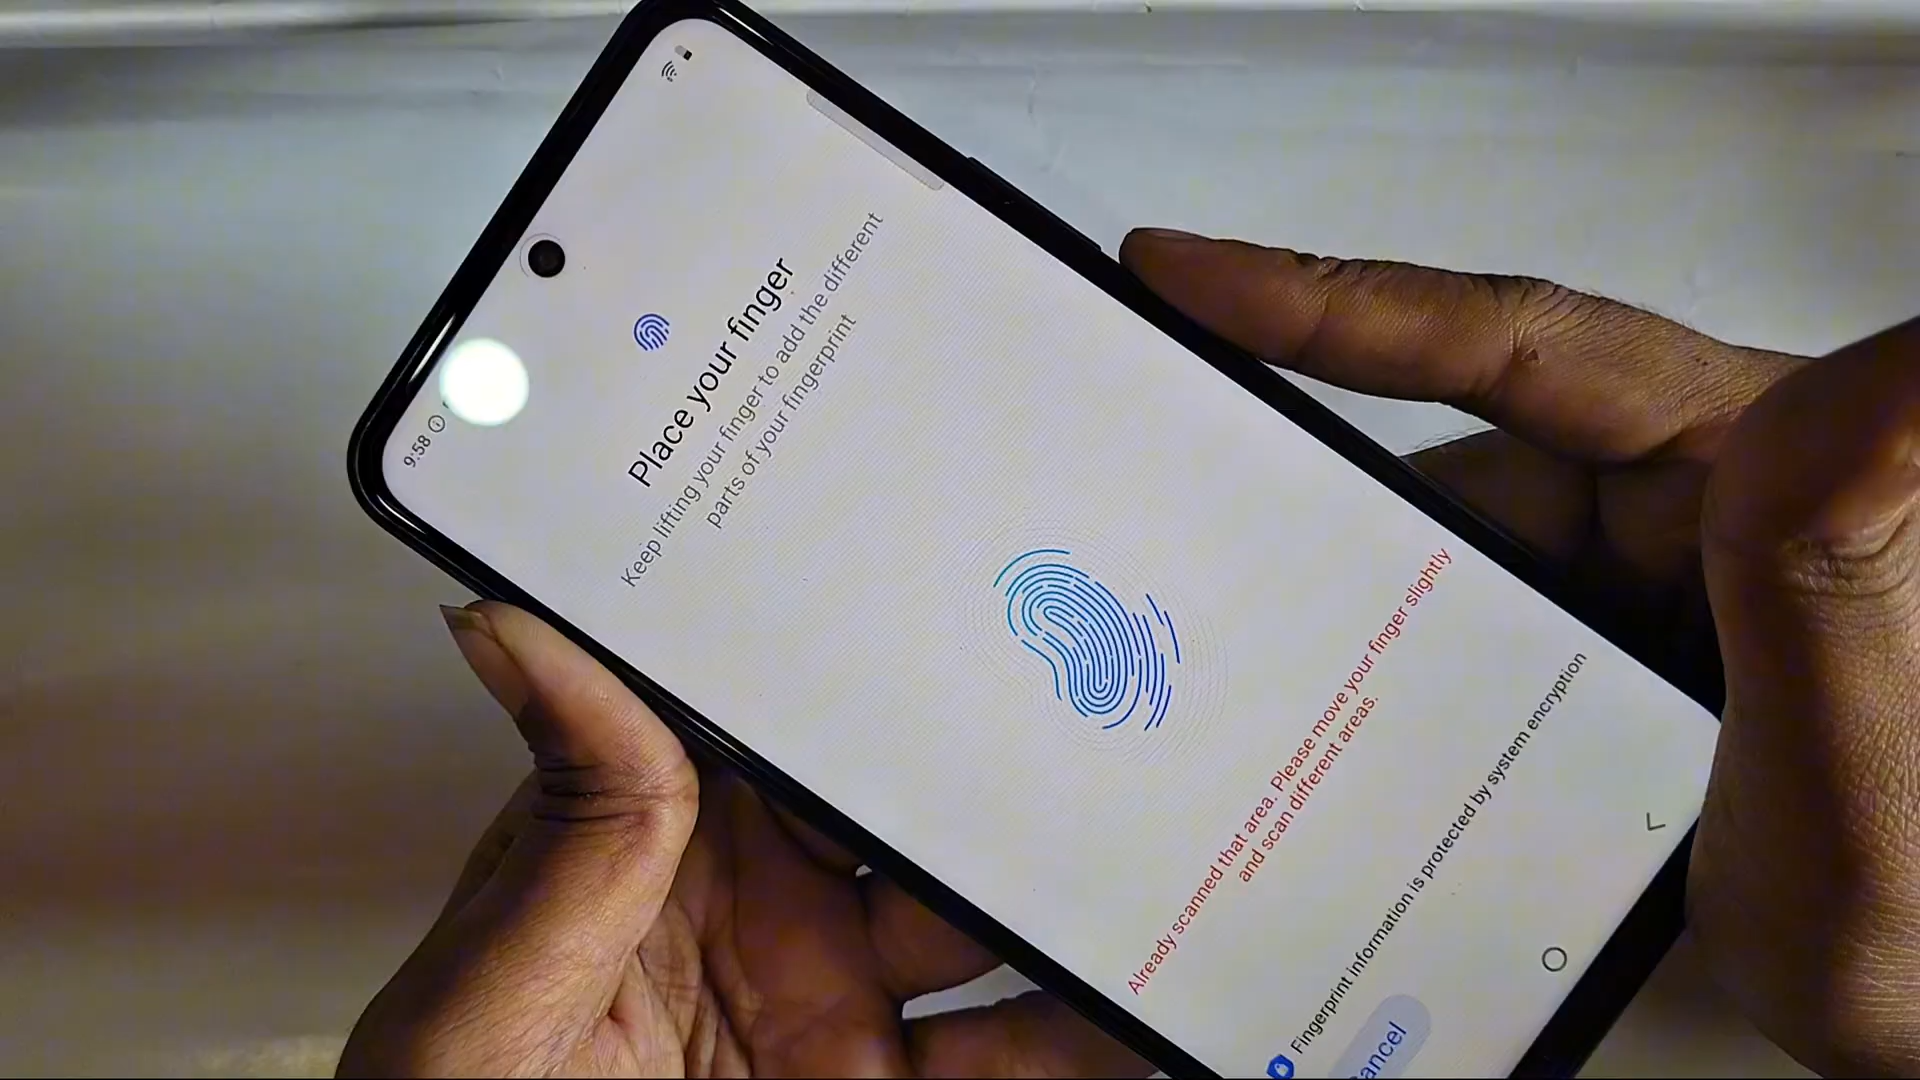 9:58
Place your finger
Keep lifting your finger to add the different
parts of your fingerprint
Already scanned that area. Please move your finger slightly
and scan different areas.
Fingerprint information is protected by system encryption
Cancel